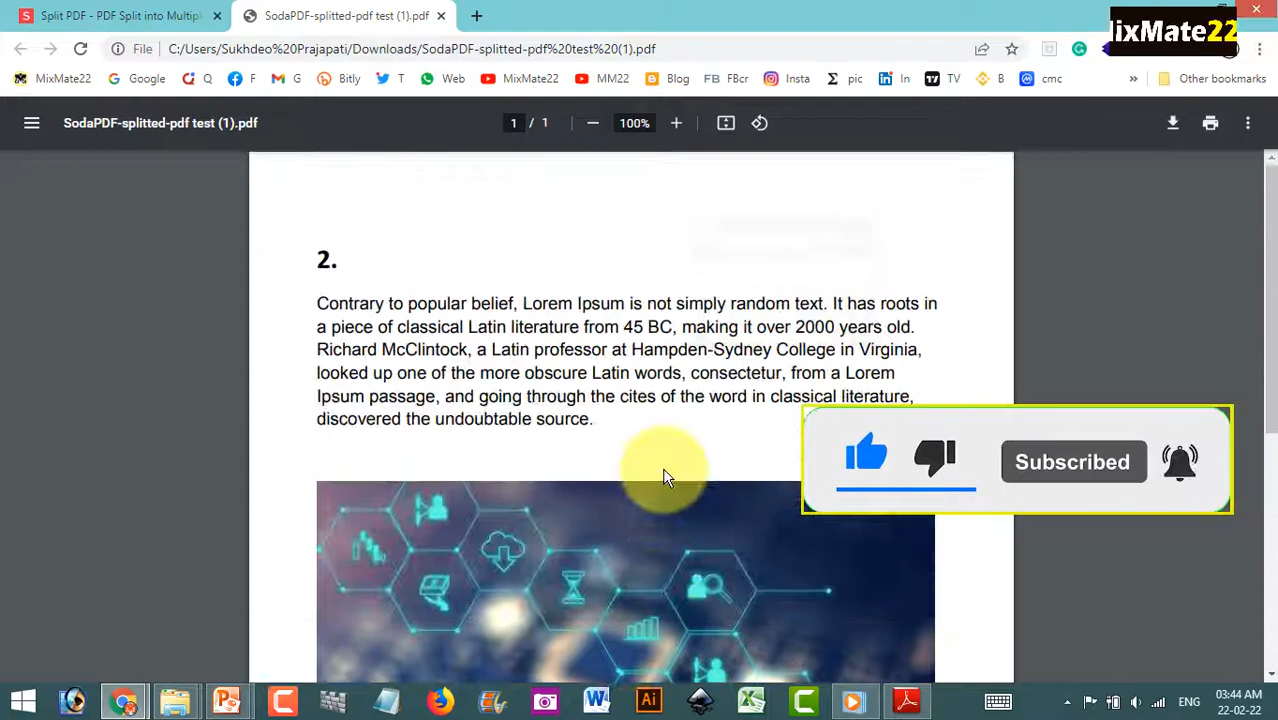 Split PDF - PDF Split into Multipl
SodaPDF-splitted-pdf test (1).pdf
MixMate22
File
C:/Users/Sukhdeo%20Prajapati/Downloads/SodaPDF-splitted-pdf%20test%20(1).pdf
MixMate22 Google Q F G Bitly T Web MixMate22 MM22 Blog FBcr Insta pic In TV B cmc » Other bookmarks
SodaPDF-splitted-pdf test (1).pdf
1 / 1
100%
2.
Contrary to popular belief, Lorem Ipsum is not simply random text. It has roots in
a piece of classical Latin literature from 45 BC, making it over 2000 years old.
Richard McClintock, a Latin professor at Hampden-Sydney College in Virginia,
looked up one of the more obscure Latin words, consectetur, from a Lorem
Ipsum passage, and going through the cites of the word in classical literature,
discovered the undoubtable source.
Subscribed
ENG
03:44 AM
22-02-22